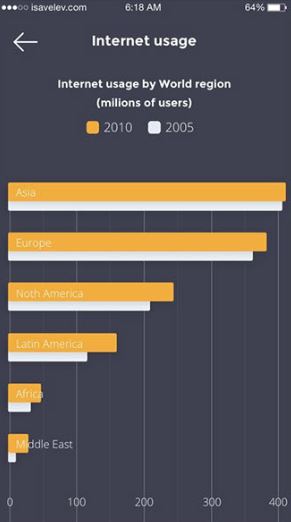 isavelev.com 6:18 AM 64%
Internet usage
Internet usage by World region
(milions of users)
2010 2005
Asia
Europe
Noth America
Latin America
Africa
Middle East
0 100 200 300 400